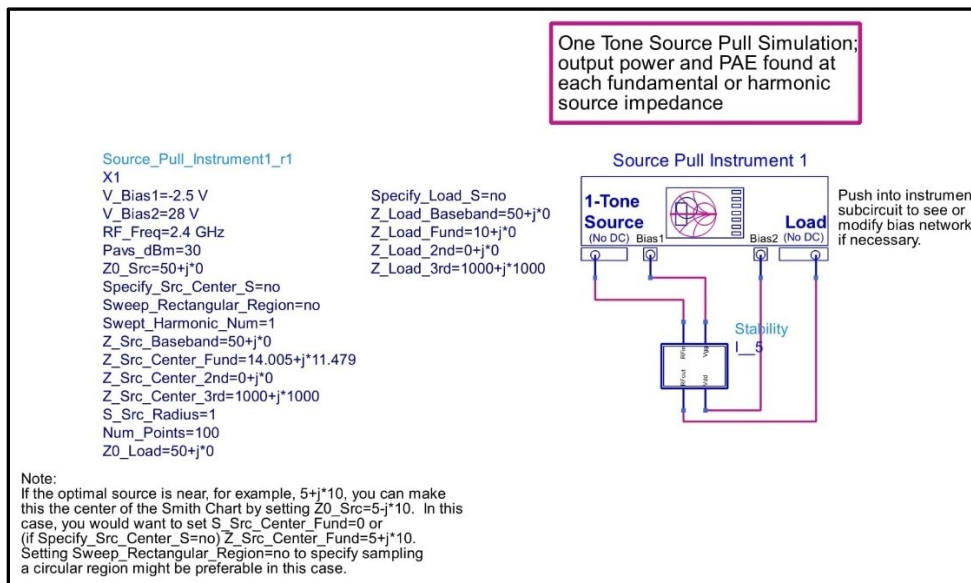 One Tone Source Pull Simulation;
output power and PAE found at
each fundamental or harmonic
source impedance
Source_Pull_Instrument1_r1
X1
V_Bias1=-2.5 V
V_Bias2=28 V
RF_Freq=2.4 GHz
Pavs_dBm=30
Z0_Src=50+j*0
Specify_Src_Center_S=no
Sweep_Rectangular_Region=no
Swept_Harmonic_Num=1
Z_Src_Baseband=50+j*0
Z_Src_Center_Fund=14.005+j*11.479
Z_Src_Center_2nd=0+j*0
Z_Src_Center_3rd=1000+j*1000
S_Src_Radius=1
Num_Points=100
Z0_Load=50+j*0
Specify_Load_S=no
Z_Load_Baseband=50+j*0
Z_Load_Fund=10+j*0
Z_Load_2nd=0+j*0
Z_Load_3rd=1000+j*1000
Source Pull Instrument 1
1-Tone
Source
(No DC)
Bias1
Bias2
Load
(No DC)
Push into instrumen
subcircuit to see or
modify bias network
if necessary.
Stability
I__5
RFin
Vgg
RFout
Vdd
Note:
If the optimal source is near, for example, 5+j*10, you can make
this the center of the Smith Chart by setting Z0_Src=5-j*10. In this
case, you would want to set S_Src_Center_Fund=0 or
(if Specify_Src_Center_S=no) Z_Src_Center_Fund=5+j*10.
Setting Sweep_Rectangular_Region=no to specify sampling
a circular region might be preferable in this case.